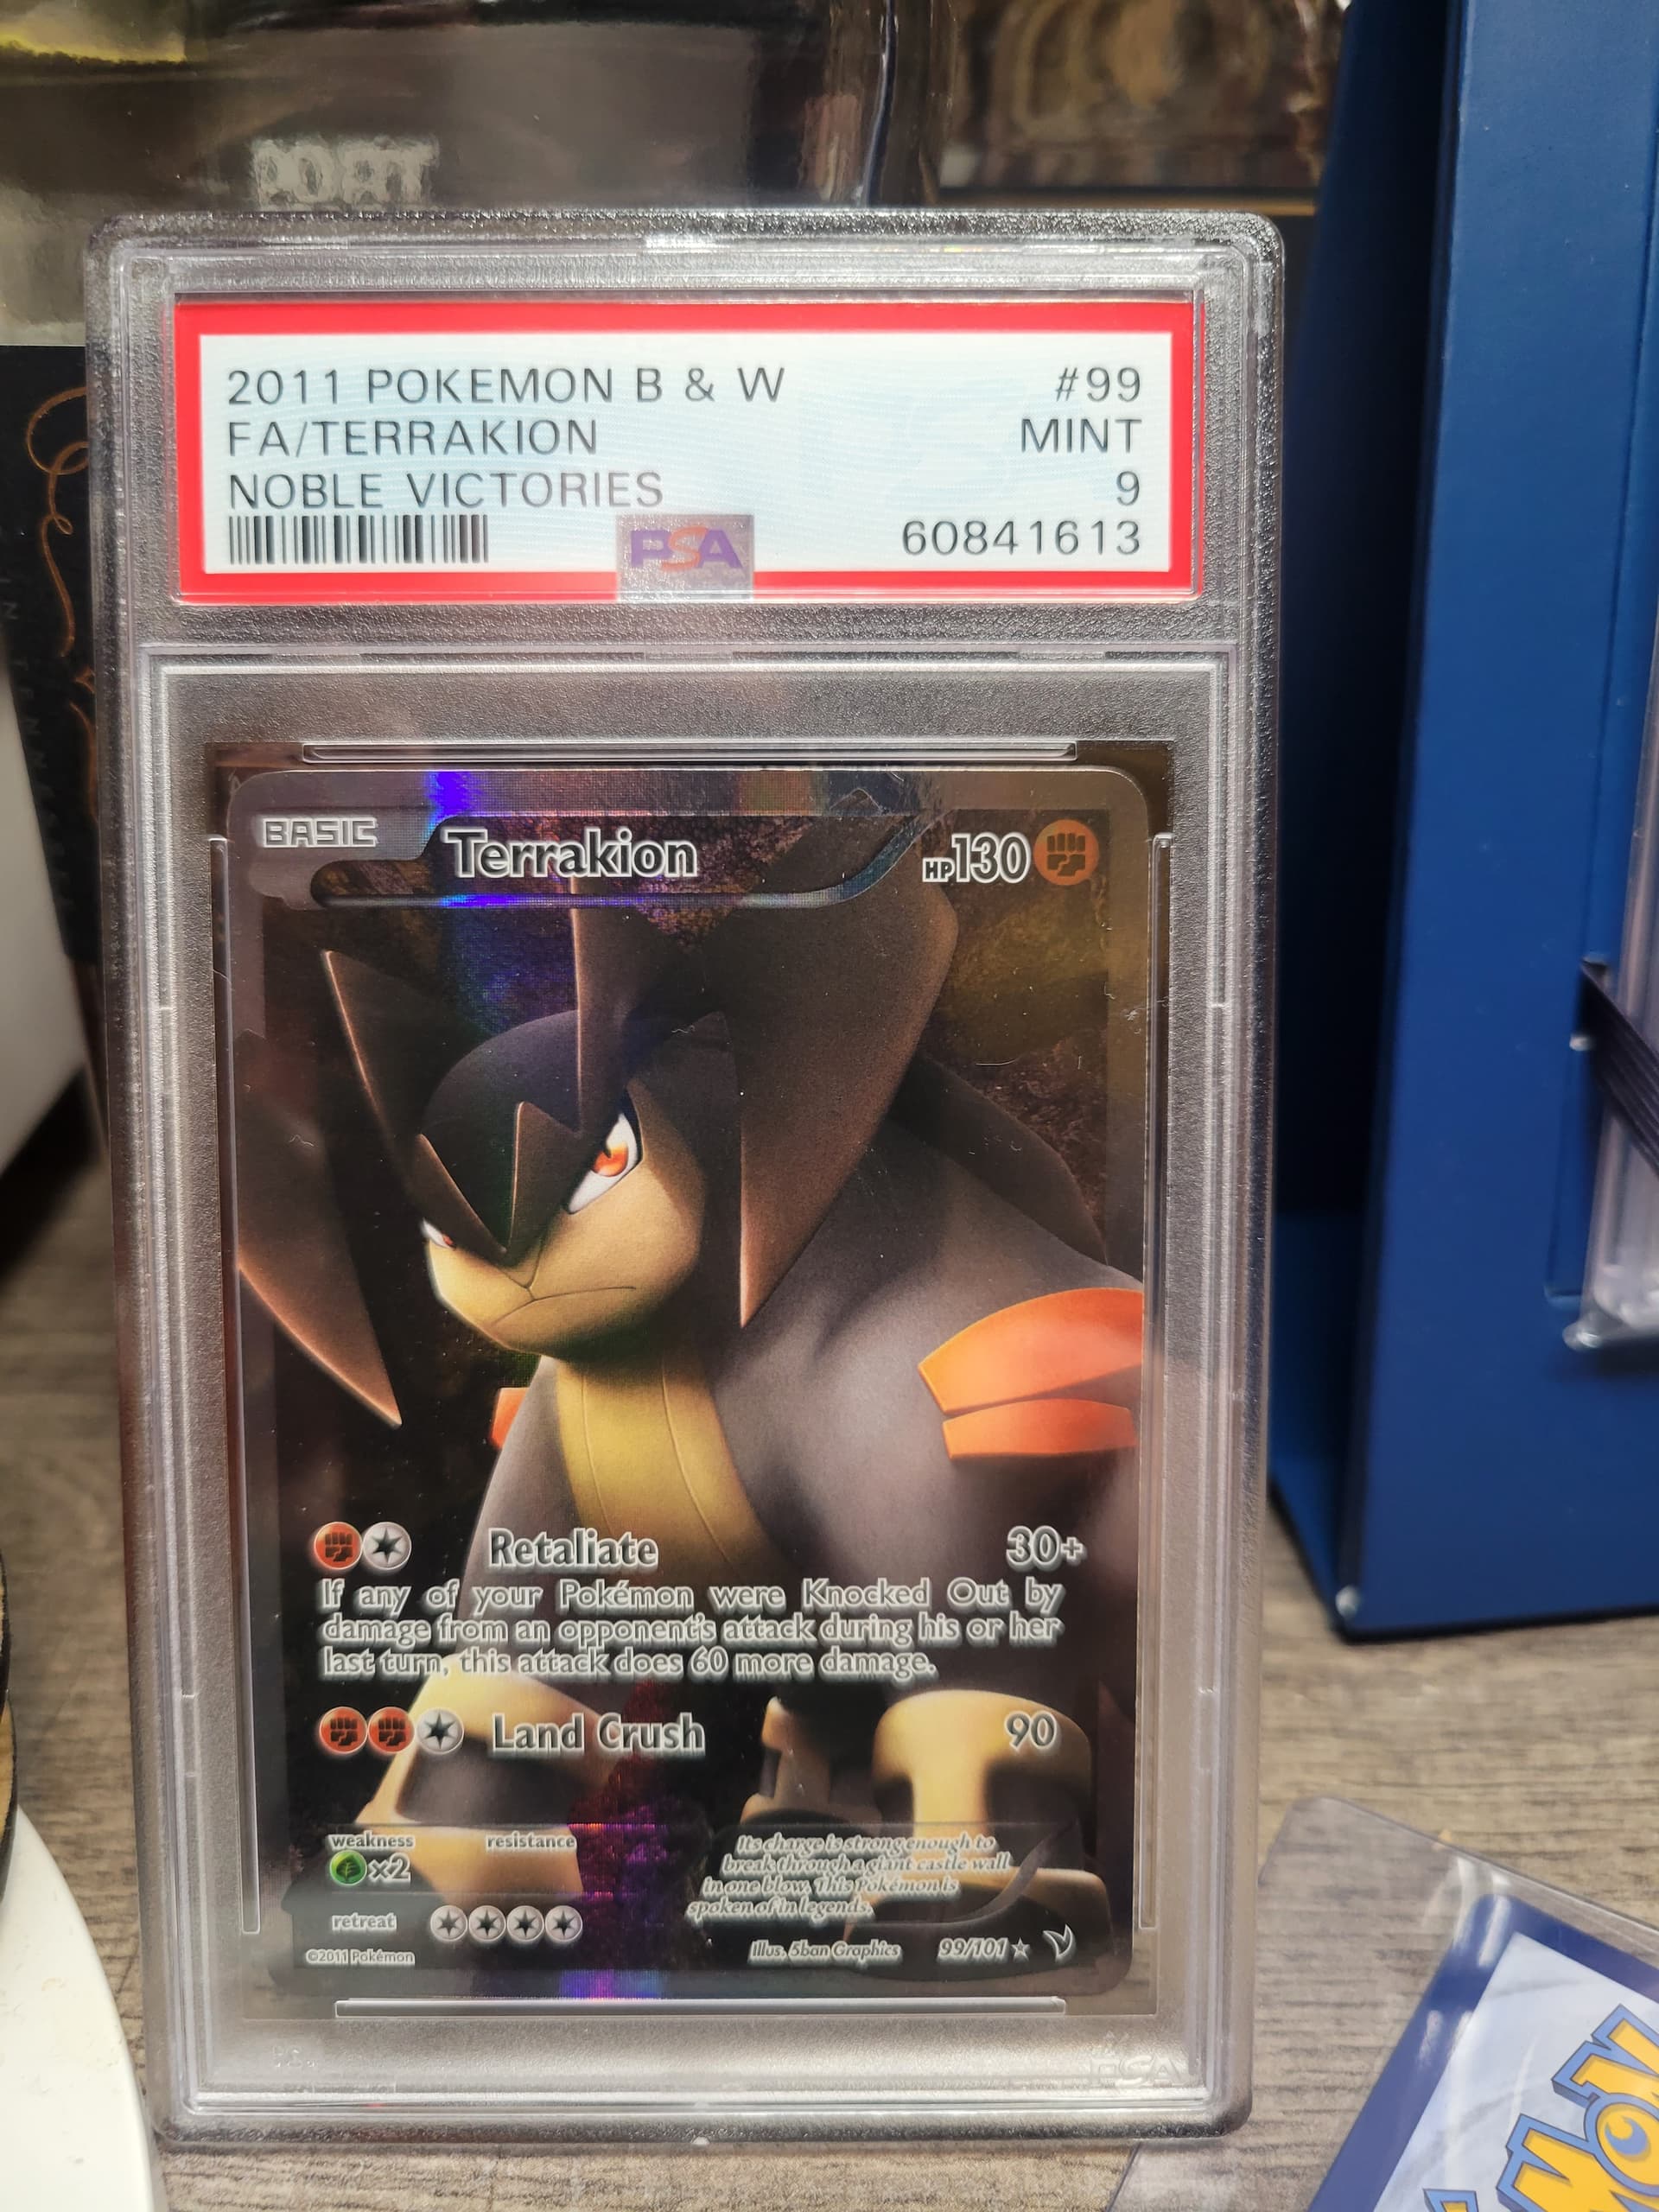 PORT
2011 POKEMON B & W #99
FA/TERRAKION MINT
NOBLE VICTORIES 9
PSA 60841613
BASIC Terrakion HP130
Retaliate 30+
If any of your Pokémon were Knocked Out by
damage from an opponent's attack during his or her
last turn, this attack does 60 more damage.
Land Crush 90
weakness resistance
×2
Its charge is strong enough to
break through a giant castle wall
in one blow. This Pokémon is
spoken of in legends.
retreat
©2011 Pokémon Illus. 5ban Graphics 99/101
PSA